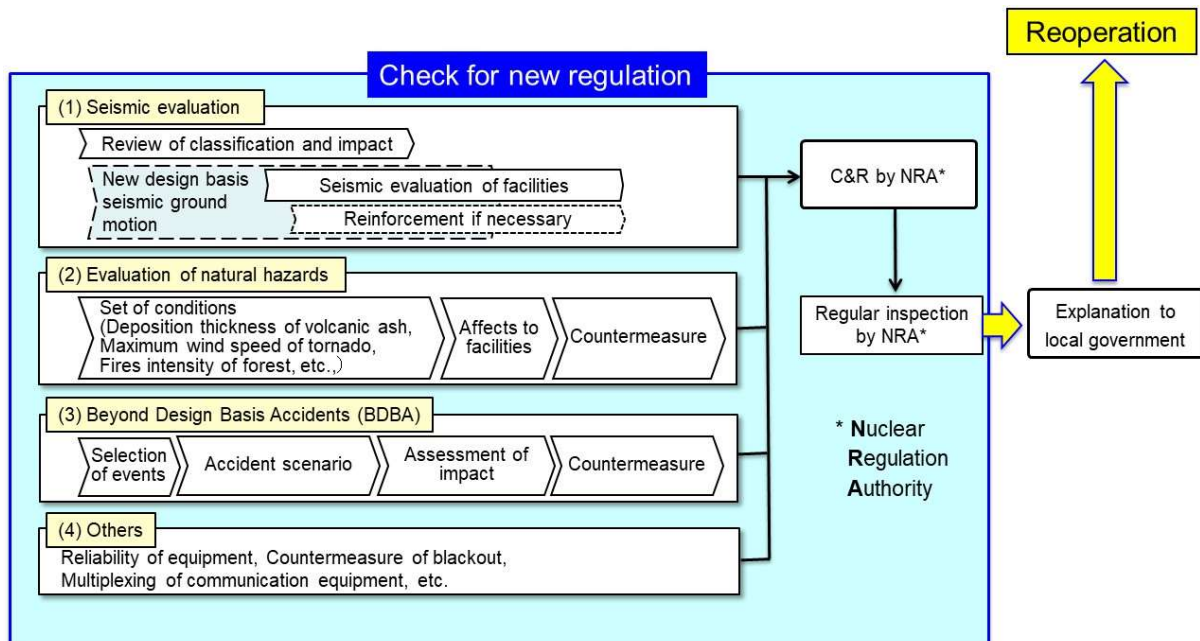 Reoperation
Check for new regulation
(1) Seismic evaluation
Review of classification and impact
New design basis
seismic ground
motion
Seismic evaluation of facilities
Reinforcement if necessary
(2) Evaluation of natural hazards
Set of conditions
(Deposition thickness of volcanic ash,
Maximum wind speed of tornado,
Fires intensity of forest, etc.,)
Affects to
facilities
Countermeasure
(3) Beyond Design Basis Accidents (BDBA)
Selection
of events
Accident scenario
Assessment of
impact
Countermeasure
(4) Others
Reliability of equipment, Countermeasure of blackout,
Multiplexing of communication equipment, etc.
C&R by NRA*
Regular inspection
by NRA*
Explanation to
local government
* Nuclear
Regulation
Authority